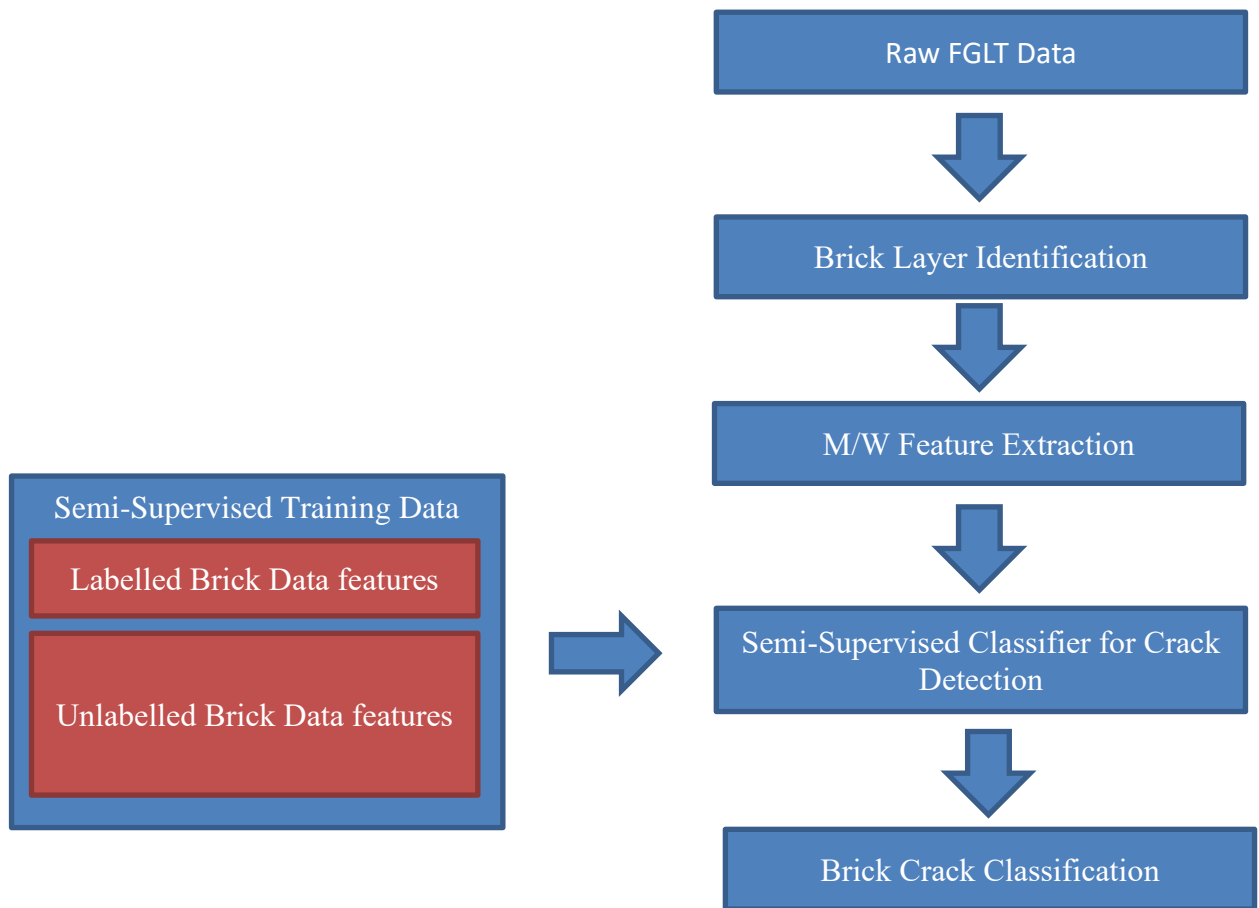 Raw FGLT Data
Brick Layer Identification
M/W Feature Extraction
Semi-Supervised Training Data
Labelled Brick Data features
Unlabelled Brick Data features
Semi-Supervised Classifier for Crack
Detection
Brick Crack Classification